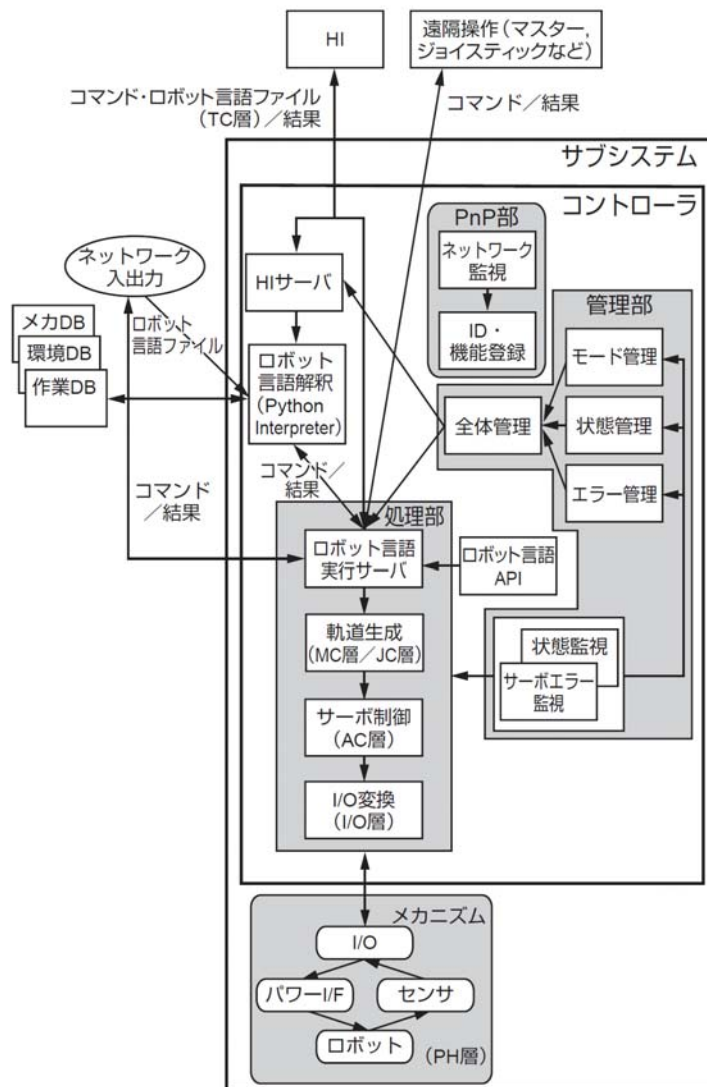 HI
遠隔操作(マスター,
ジョイスティックなど)
コマンド・ロボット言語ファイル
(TC層)/結果
コマンド/結果
サブシステム
コントローラ
PnP部
ネットワーク
監視
ID・
機能登録
ネットワーク
入出力
HIサーバ
管理部
モード管理
状態管理
エラー管理
全体管理
メカDB
環境DB
作業DB
ロボット
言語ファイル
ロボット
言語解釈
(Python
Interpreter)
コマンド/
結果
コマンド
/結果
処理部
ロボット言語
実行サーバ
ロボット言語
API
軌道生成
(MC層/JC層)
状態監視
サーボエラー
監視
サーボ制御
(AC層)
I/O変換
(I/O層)
メカニズム
I/O
パワーI/F
センサ
ロボット
(PH層)